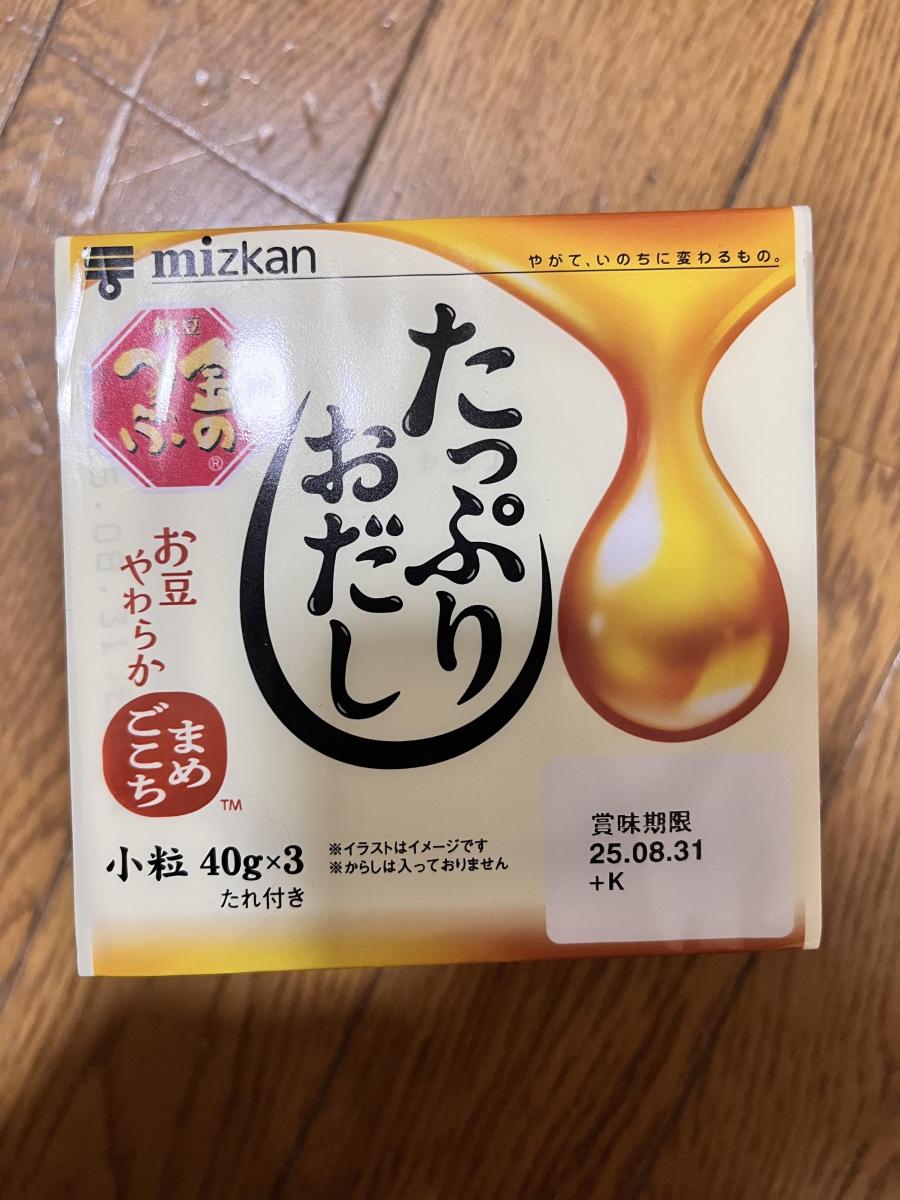 mizkan
やがて、いのちに変わるもの。
納豆
金の
つぶ®
たっぷり
おだし
お豆
やわらか
まめ
ごこち
TM
小粒 40g×3
たれ付き
※イラストはイメージです
※からしは入っておりません
賞味期限
25.08.31
+K